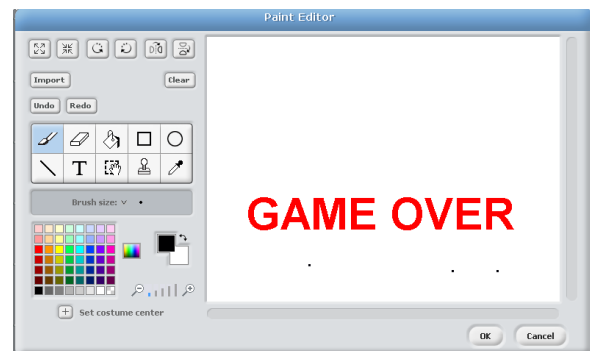 Paint Editor
Import
Clear
Undo
Redo
T
Brush size:
GAME OVER
Set costume center
OK
Cancel